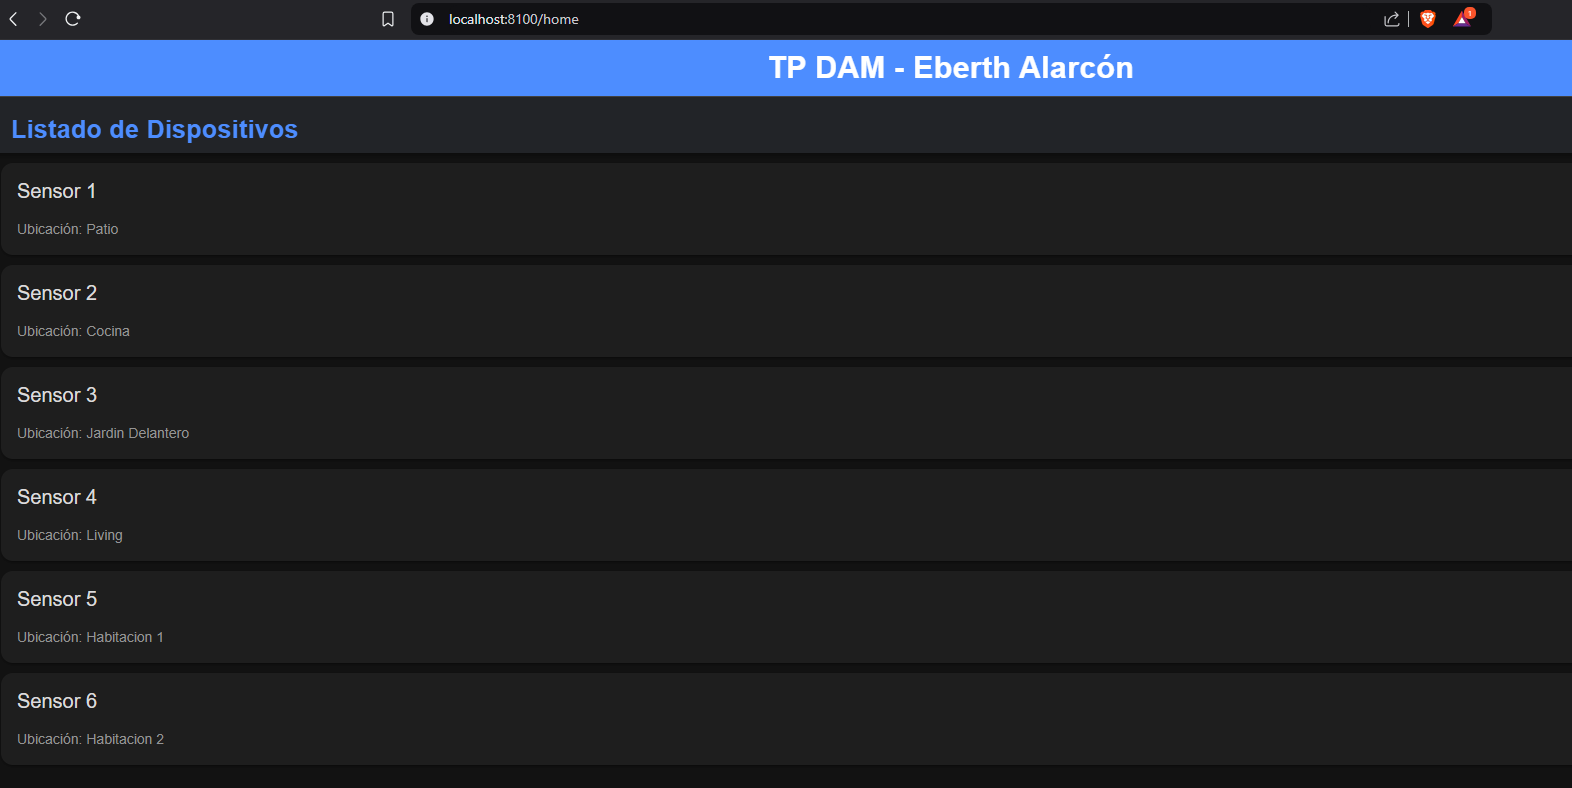 localhost:8100/home
1
TP DAM - Eberth Alarcón
Listado de Dispositivos
Sensor 1
Ubicación: Patio
Sensor 2
Ubicación: Cocina
Sensor 3
Ubicación: Jardin Delantero
Sensor 4
Ubicación: Living
Sensor 5
Ubicación: Habitacion 1
Sensor 6
Ubicación: Habitacion 2